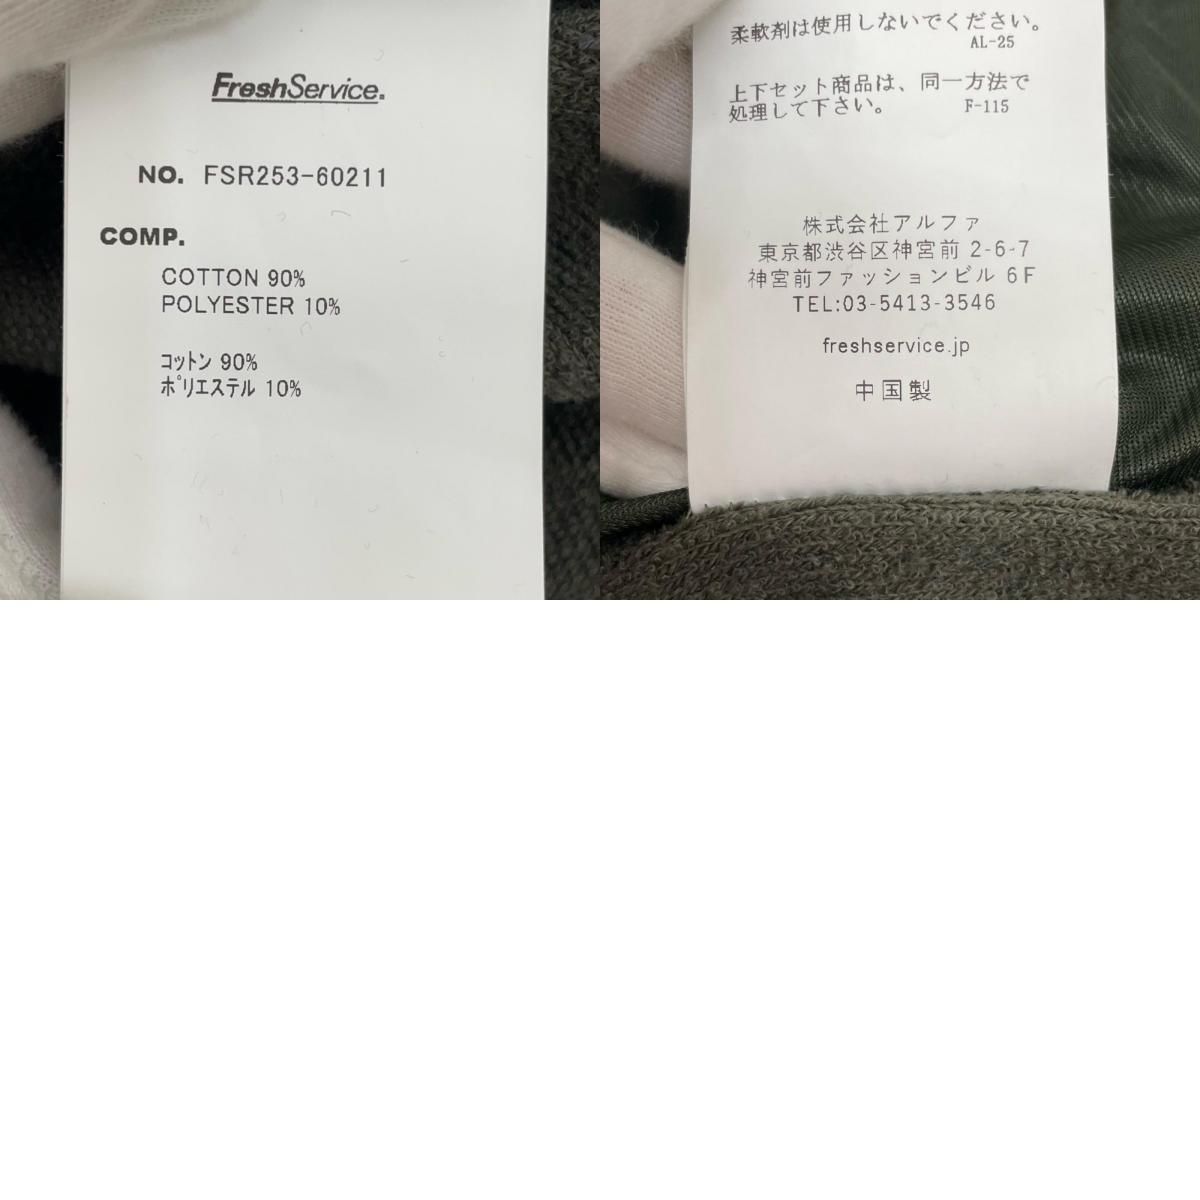 FreshService.
NO. FSR253-60211
COMP.
COTTON 90%
POLYESTER 10%
コットン 90%
ポリエステル 10%
柔軟剤は使用しないでください。
AL-25
上下セット商品は、同一方法で
処理して下さい。 F-115
株式会社アルファ
東京都渋谷区神宮前 2-6-7
神宮前ファッションビル 6F
TEL:03-5413-3546
freshservice.jp
中国製